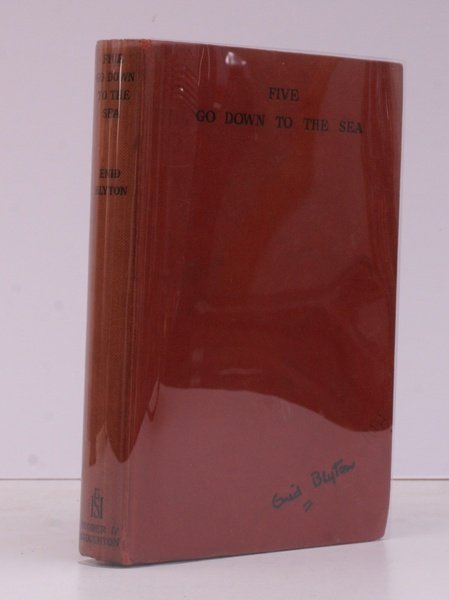 FIVE
GO DOWN
TO THE
SEA
ENID
BLYTON
HODDER &
STOUGHTON
FIVE
GO DOWN TO THE SEA
Enid Blyton